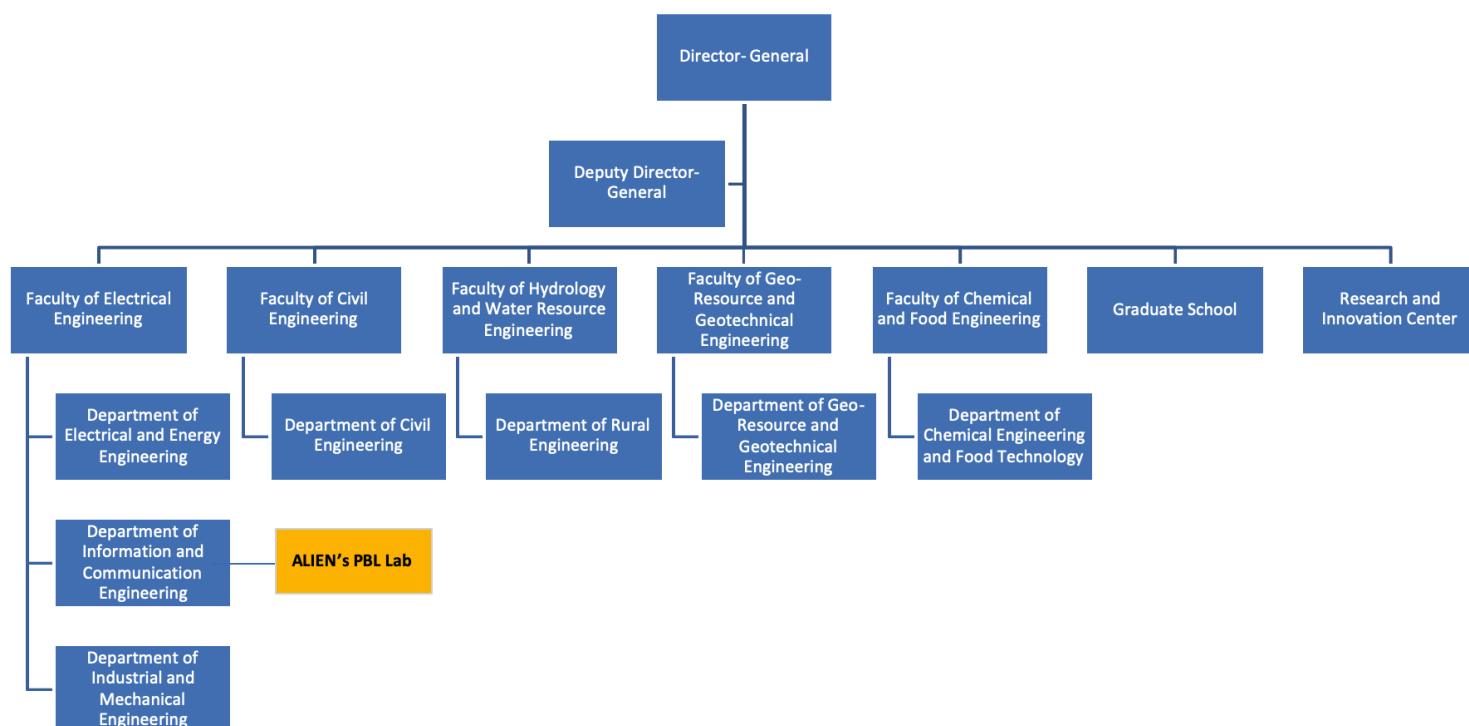 Director- General
Deputy Director-
General
Faculty of Electrical
Engineering
Faculty of Civil
Engineering
Faculty of Hydrology
and Water Resource
Engineering
Faculty of Geo-
Resource and
Geotechnical
Engineering
Faculty of Chemical
and Food Engineering
Graduate School
Research and
Innovation Center
Department of
Electrical and Energy
Engineering
Department of Civil
Engineering
Department of Rural
Engineering
Department of Geo-
Resource and
Geotechnical
Engineering
Department of
Chemical Engineering
and Food Technology
Department of
Information and
Communication
Engineering
ALIEN’s PBL Lab
Department of
Industrial and
Mechanical
Engineering